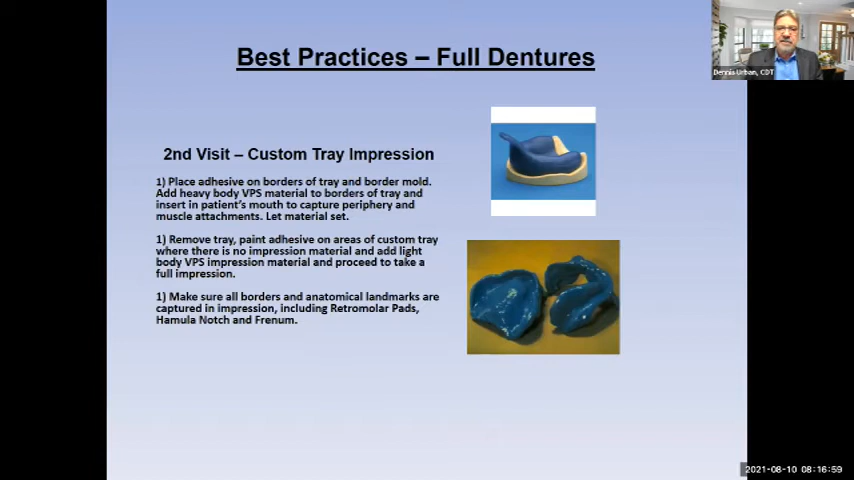 Best Practices – Full Dentures
Dennis Urban, CDT
2nd Visit – Custom Tray Impression
1) Place adhesive on borders of tray and border mold.
Add heavy body VPS material to borders of tray and
insert in patient's mouth to capture periphery and
muscle attachments. Let material set.
1) Remove tray, paint adhesive on areas of custom tray
where there is no impression material and add light
body VPS impression material and proceed to take a
full impression.
1) Make sure all borders and anatomical landmarks are
captured in impression, including Retromolar Pads,
Hamula Notch and Frenum.
2021-08-10 08:16:59